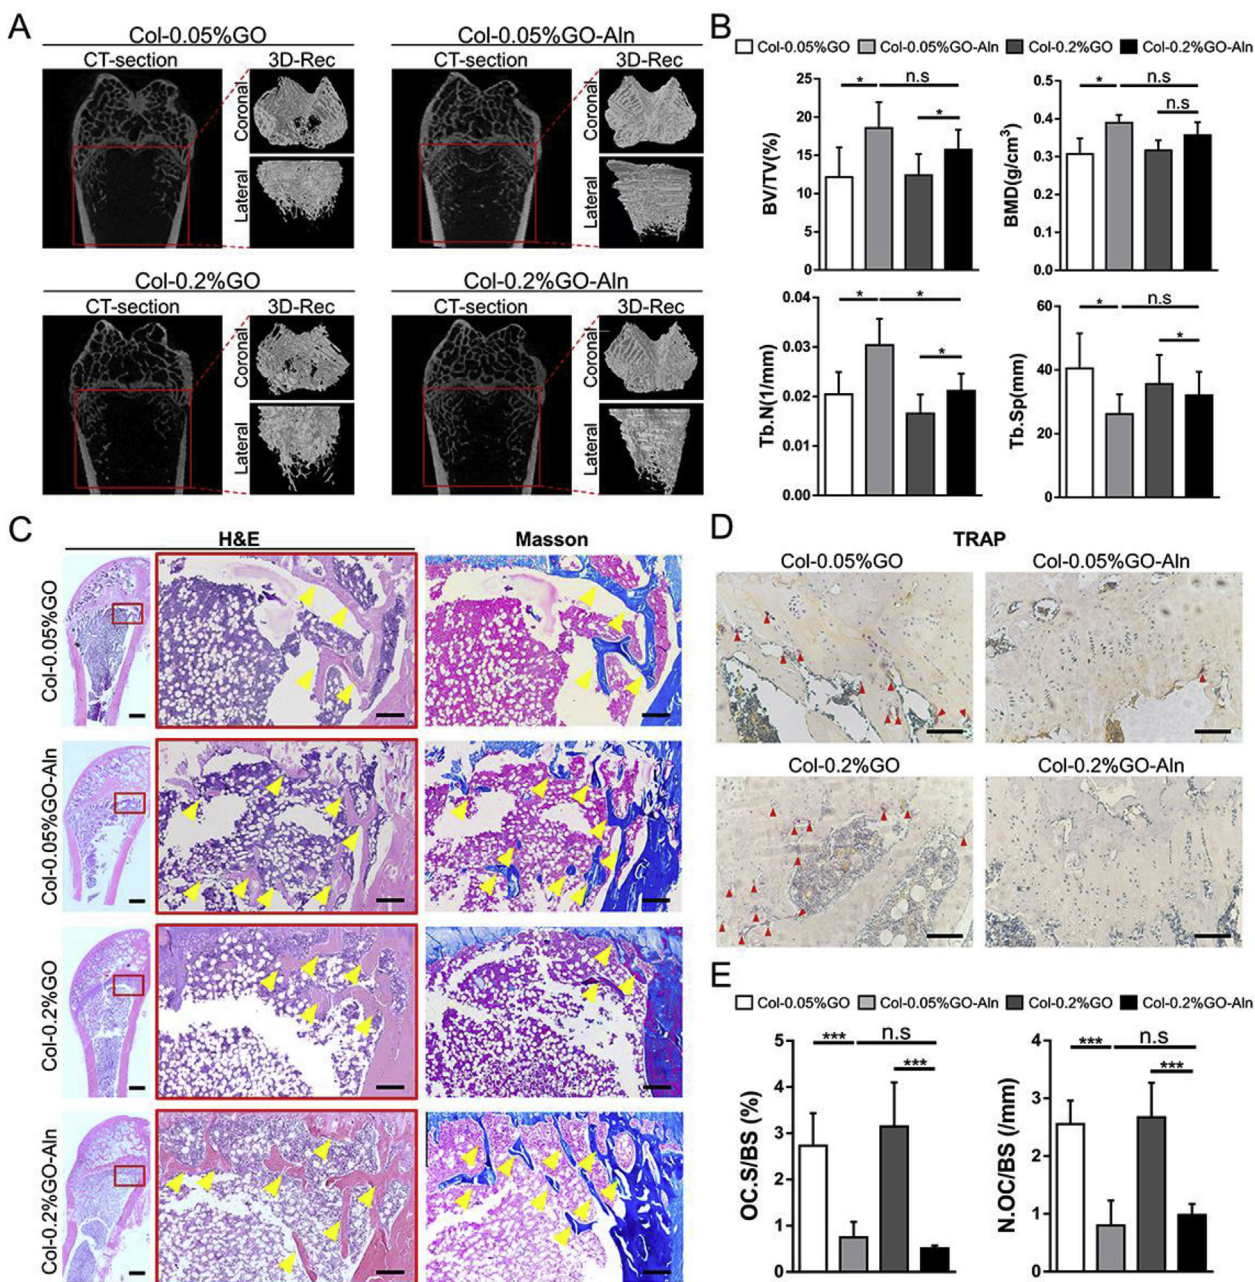 A
Col-0.05%GO
CT-section
3D-Rec
Coronal
Lateral
Col-0.05%GO-Aln
CT-section
3D-Rec
Coronal
Lateral
Col-0.2%GO
CT-section
3D-Rec
Coronal
Lateral
Col-0.2%GO-Aln
CT-section
3D-Rec
Coronal
Lateral
B
Col-0.05%GO Col-0.05%GO-Aln Col-0.2%GO Col-0.2%GO-Aln
BV/TV(%)
25
20
15
10
5
0
*
n.s
*
BMD(g/cm³)
0.5
0.4
0.3
0.2
0.1
0.0
*
n.s
n.s
Tb.N(1/mm)
0.04
0.03
0.02
0.01
0.00
*
*
*
Tb.Sp(mm)
60
40
20
0
*
n.s
*
C
H&E
Masson
Col-0.05%GO
Col-0.05%GO-Aln
Col-0.2%GO
Col-0.2%GO-Aln
D
TRAP
Col-0.05%GO
Col-0.05%GO-Aln
Col-0.2%GO
Col-0.2%GO-Aln
E
Col-0.05%GO Col-0.05%GO-Aln Col-0.2%GO Col-0.2%GO-Aln
OC.S/BS (%)
5
4
3
2
1
0
***
n.s
***
N.OC/BS (/mm)
4
3
2
1
0
***
n.s
***